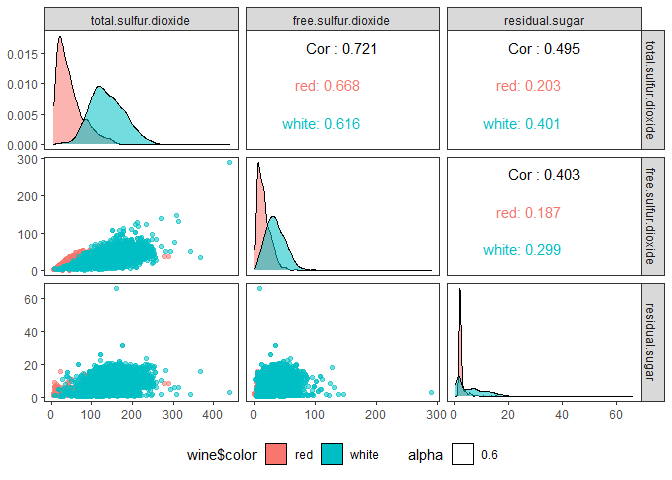 total.sulfur.dioxide free.sulfur.dioxide residual.sugar
0.015
0.010
0.005
0.000
Cor : 0.721
red: 0.668
white: 0.616
Cor : 0.495
red: 0.203
white: 0.401
total.sulfur.dioxide
300
200
100
0
Cor : 0.403
red: 0.187
white: 0.299
free.sulfur.dioxide
60
40
20
0
residual.sugar
0 100 200 300 400 0 100 200 300 0 20 40 60
wine$color red white alpha 0.6